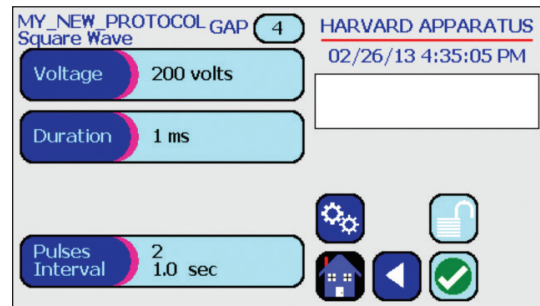 MY_NEW_PROTOCOL GAP 4
Square Wave
HARVARD APPARATUS
02/26/13 4:35:05 PM
Voltage 200 volts
Duration 1 ms
Pulses 2
Interval 1.0 sec